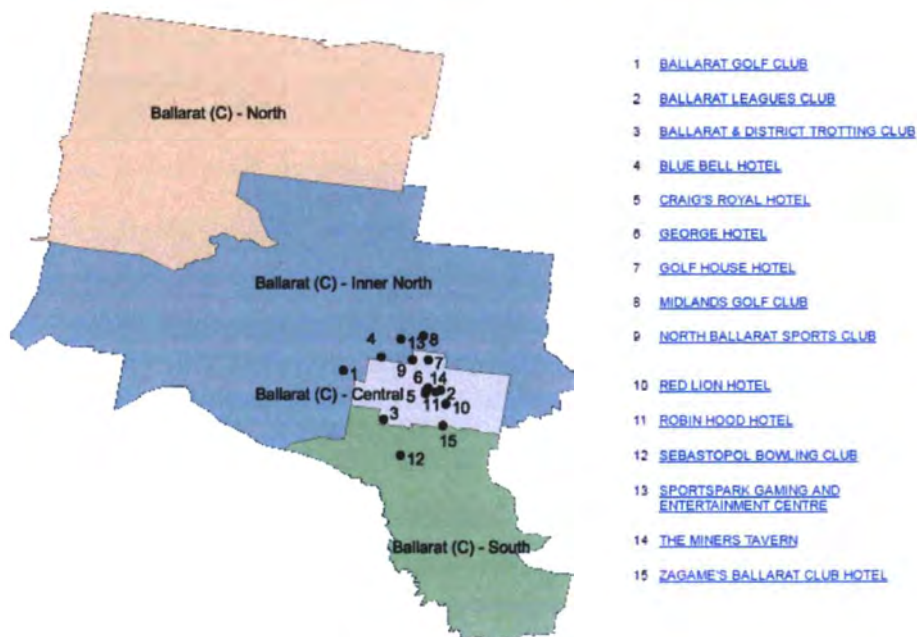 Ballarat (C) - North
Ballarat (C) - Inner North
4
13
8
9
7
1
6
14
Ballarat (C) - Central
5
11
2
10
3
15
12
Ballarat (C) - South
1 BALLARAT GOLF CLUB
2 BALLARAT LEAGUES CLUB
3 BALLARAT & DISTRICT TROTTING CLUB
4 BLUE BELL HOTEL
5 CRAIG'S ROYAL HOTEL
6 GEORGE HOTEL
7 GOLF HOUSE HOTEL
8 MIDLANDS GOLF CLUB
9 NORTH BALLARAT SPORTS CLUB
10 RED LION HOTEL
11 ROBIN HOOD HOTEL
12 SEBASTOPOL BOWLING CLUB
13 SPORTSPARK GAMING AND
ENTERTAINMENT CENTRE
14 THE MINERS TAVERN
15 ZAGAME'S BALLARAT CLUB HOTEL